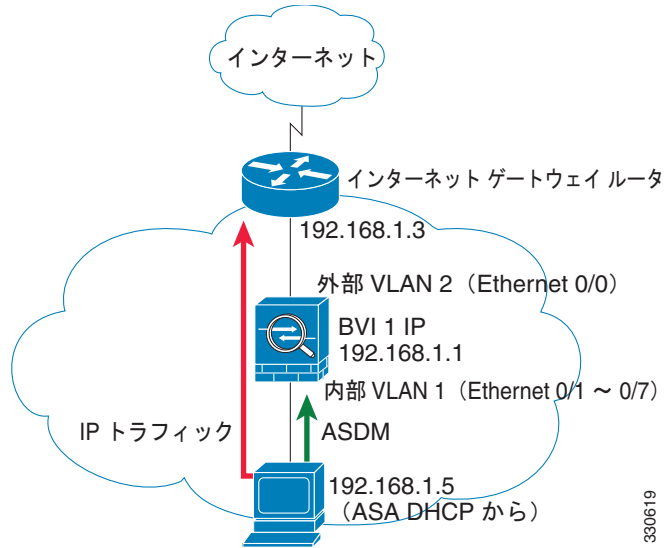 インターネット
インターネット ゲートウェイ ルータ
192.168.1.3
外部 VLAN 2（Ethernet 0/0）
BVI 1 IP
192.168.1.1
内部 VLAN 1（Ethernet 0/1 ～ 0/7）
IP トラフィック
ASDM
192.168.1.5
（ASA DHCP から）
330619